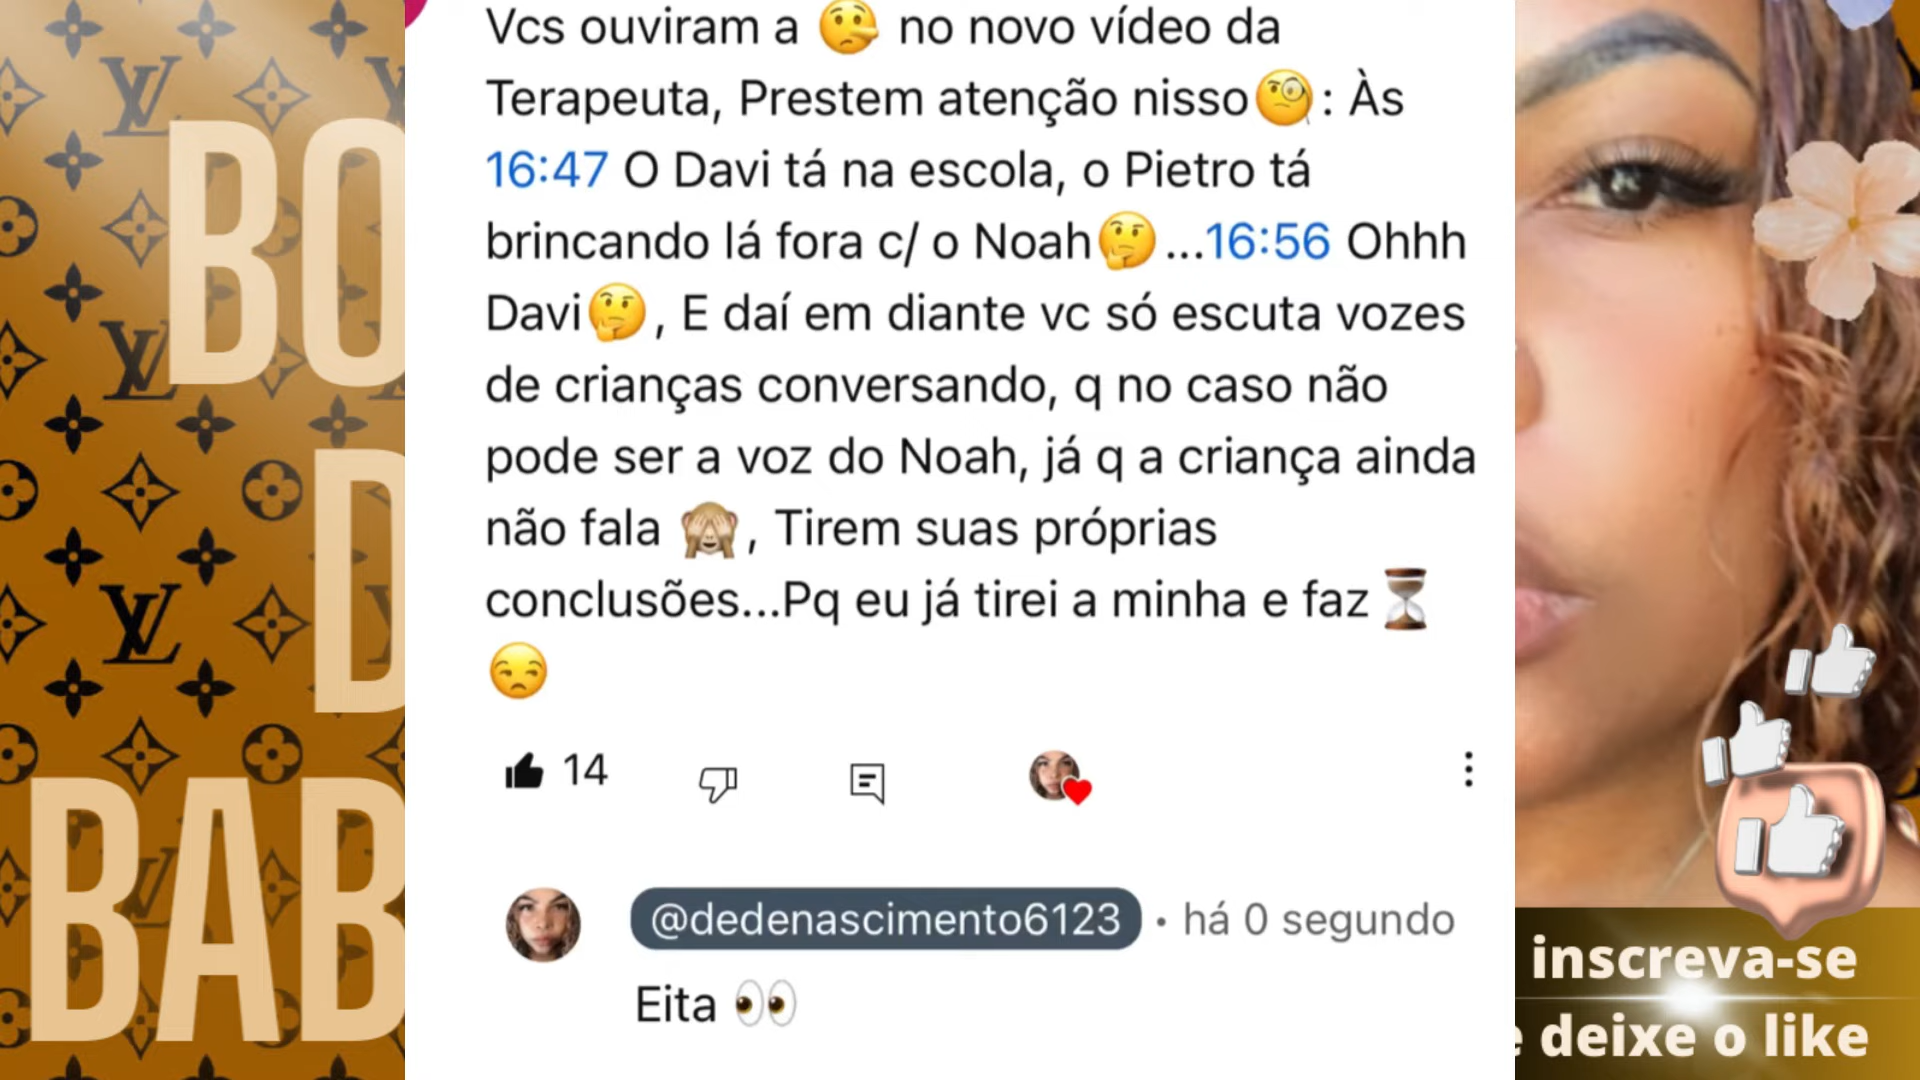 Vcs ouviram a 🤥 no novo vídeo da
Terapeuta, Prestem atenção nisso🧐: Às
16:47 O Davi tá na escola, o Pietro tá
brincando lá fora c/ o Noah🤔...16:56 Ohhh
Davi🤔, E daí em diante vc só escuta vozes
de crianças conversando, q no caso não
pode ser a voz do Noah, já q a criança ainda
não fala 🙈, Tirem suas próprias
conclusões...Pq eu já tirei a minha e faz⌛
😒
14
@dedenascimento6123 • há 0 segundo
Eita 👀
BO
D
BAB
inscreva-se
e deixe o like